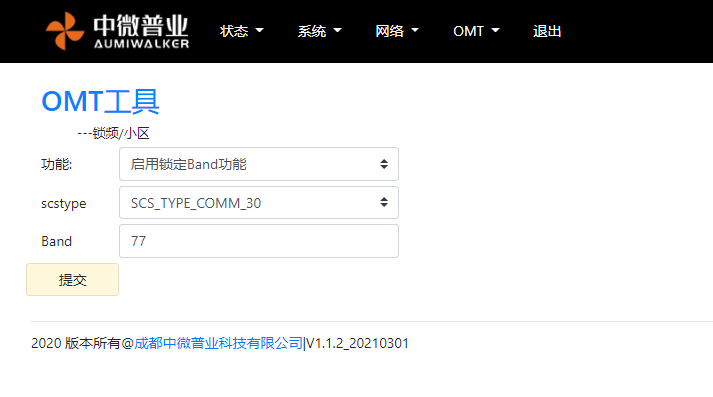 中微普业
AUMIWALKER
状态 系统 网络 OMT 退出
OMT工具
---锁频/小区
功能: 启用锁定Band功能
scstype SCS_TYPE_COMM_30
Band 77
提交
2020 版本所有@成都中微普业科技有限公司|V1.1.2_20210301